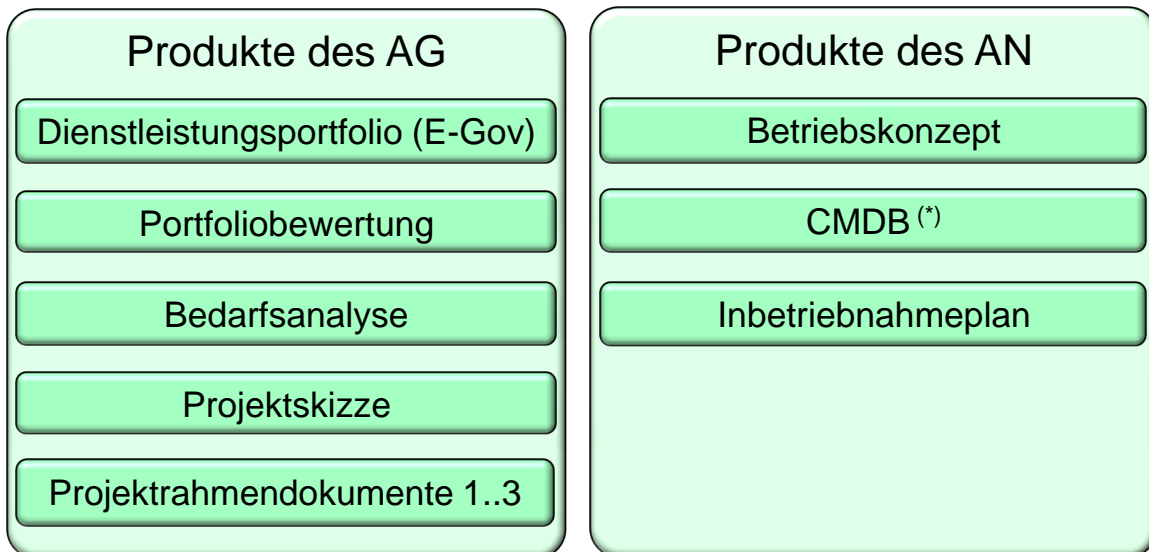 Produkte des AG
Dienstleistungsportfolio (E-Gov)
Portfoliobewertung
Bedarfsanalyse
Projektskizze
Projektrahmendokumente 1..3
Produkte des AN
Betriebskonzept
CMDB (*)
Inbetriebnahmeplan